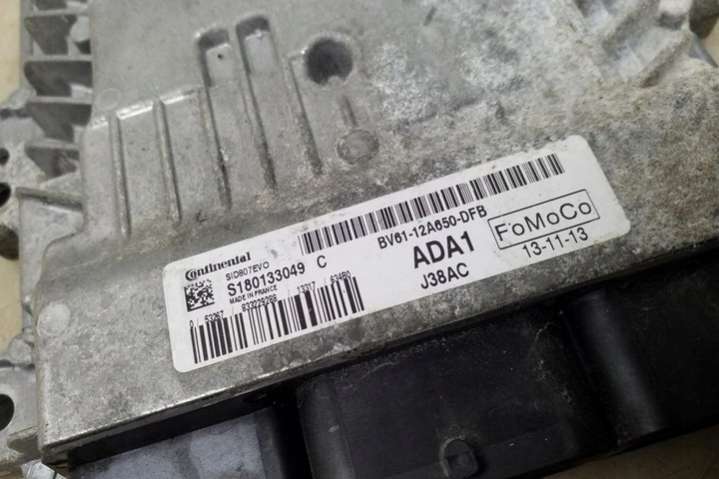 Continental
SID807EVO
S180133049 C
MADE IN FRANCE
BV61-12A650-DFB
ADA1
J38AC
FoMoCo
13-11-13